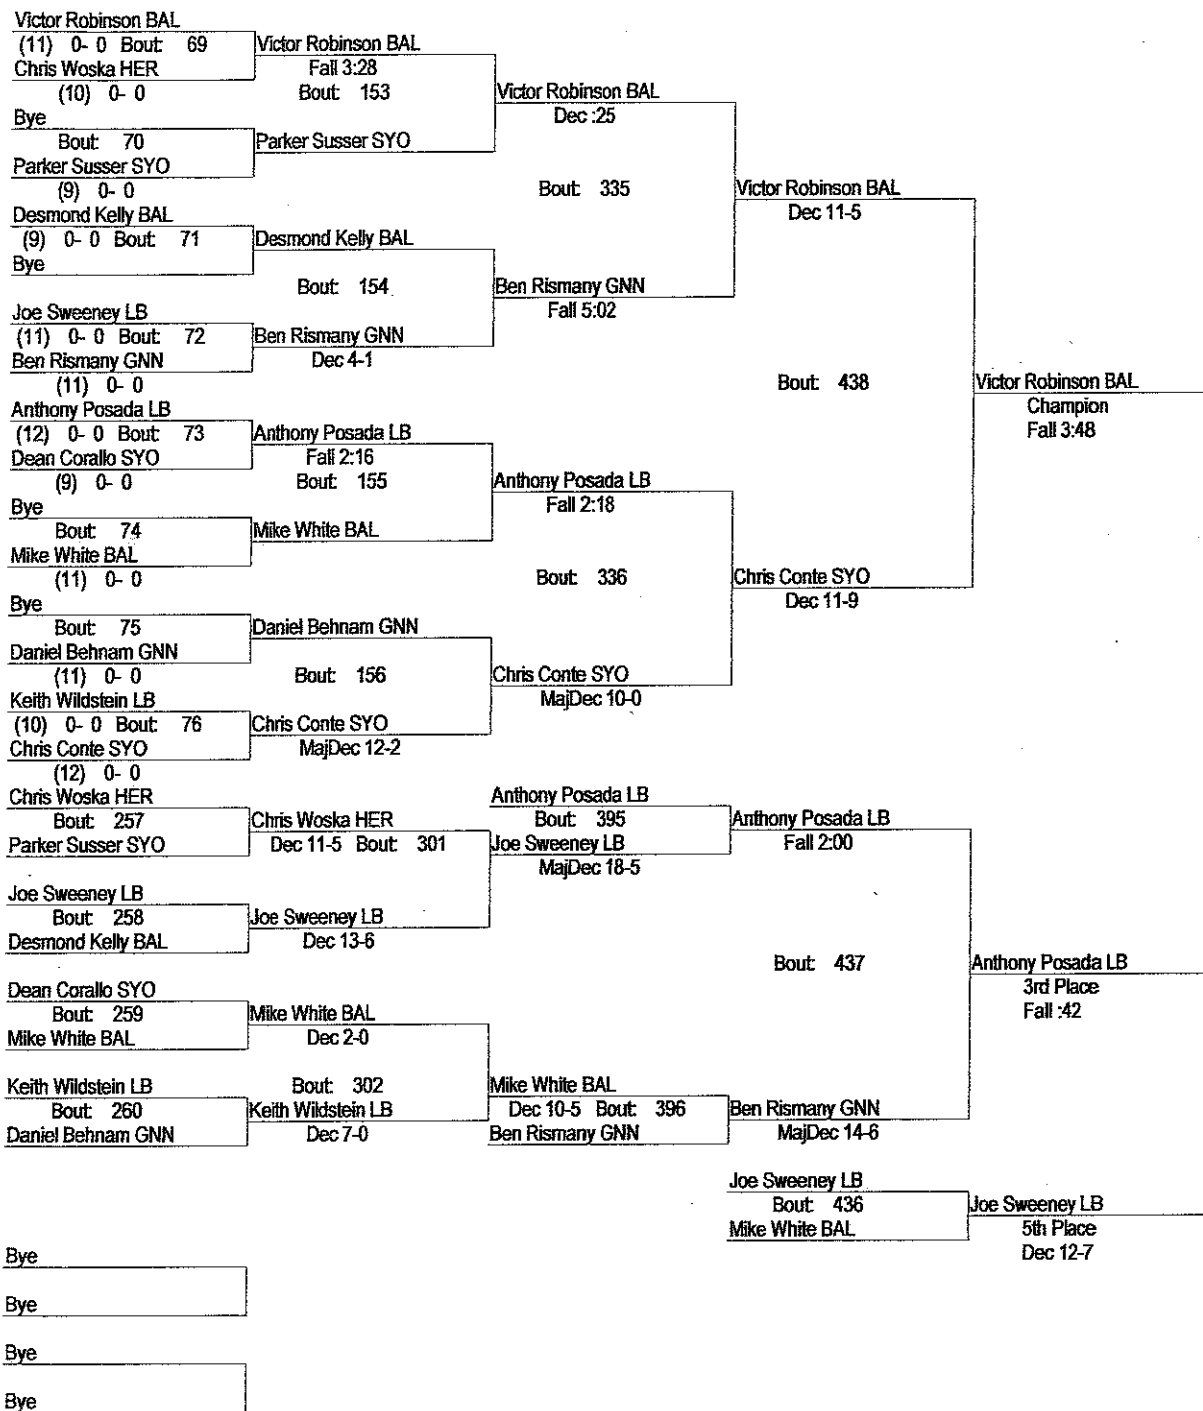 Victor Robinson BAL
(11) 0- 0 Bout: 69
Victor Robinson BAL
Chris Woska HER
Fall 3:28
(10) 0- 0
Bout: 153
Victor Robinson BAL
Bye
Dec :25
Bout: 70
Parker Susser SYO
Parker Susser SYO
(9) 0- 0
Bout: 335
Victor Robinson BAL
Desmond Kelly BAL
Dec 11-5
(9) 0- 0 Bout: 71
Desmond Kelly BAL
Bye
Bout: 154
Ben Rismany GNN
Joe Sweeney LB
Fall 5:02
(11) 0- 0 Bout: 72
Ben Rismany GNN
Ben Rismany GNN
Dec 4-1
(11) 0- 0
Bout: 438
Victor Robinson BAL
Anthony Posada LB
Champion
(12) 0- 0 Bout: 73
Anthony Posada LB
Fall 3:48
Dean Corallo SYO
Fall 2:16
(9) 0- 0
Bout: 155
Anthony Posada LB
Bye
Fall 2:18
Bout: 74
Mike White BAL
Mike White BAL
(11) 0- 0
Bout: 336
Chris Conte SYO
Bye
Dec 11-9
Bout: 75
Daniel Behnam GNN
Daniel Behnam GNN
(11) 0- 0
Bout: 156
Chris Conte SYO
Keith Wildstein LB
MajDec 10-0
(10) 0- 0 Bout: 76
Chris Conte SYO
Chris Conte SYO
MajDec 12-2
(12) 0- 0
Chris Woska HER
Anthony Posada LB
Bout: 257
Chris Woska HER
Bout: 395
Anthony Posada LB
Parker Susser SYO
Dec 11-5 Bout: 301
Joe Sweeney LB
Fall 2:00
MajDec 18-5
Joe Sweeney LB
Bout: 258
Joe Sweeney LB
Desmond Kelly BAL
Dec 13-6
Bout: 437
Anthony Posada LB
Dean Corallo SYO
3rd Place
Bout: 259
Mike White BAL
Fall :42
Mike White BAL
Dec 2-0
Keith Wildstein LB
Bout: 302
Mike White BAL
Bout: 260
Keith Wildstein LB
Dec 10-5 Bout: 396
Ben Rismany GNN
Daniel Behnam GNN
Dec 7-0
Ben Rismany GNN
MajDec 14-6
Joe Sweeney LB
Bout: 436
Joe Sweeney LB
Mike White BAL
5th Place
Bye
Dec 12-7
Bye
Bye
Bye